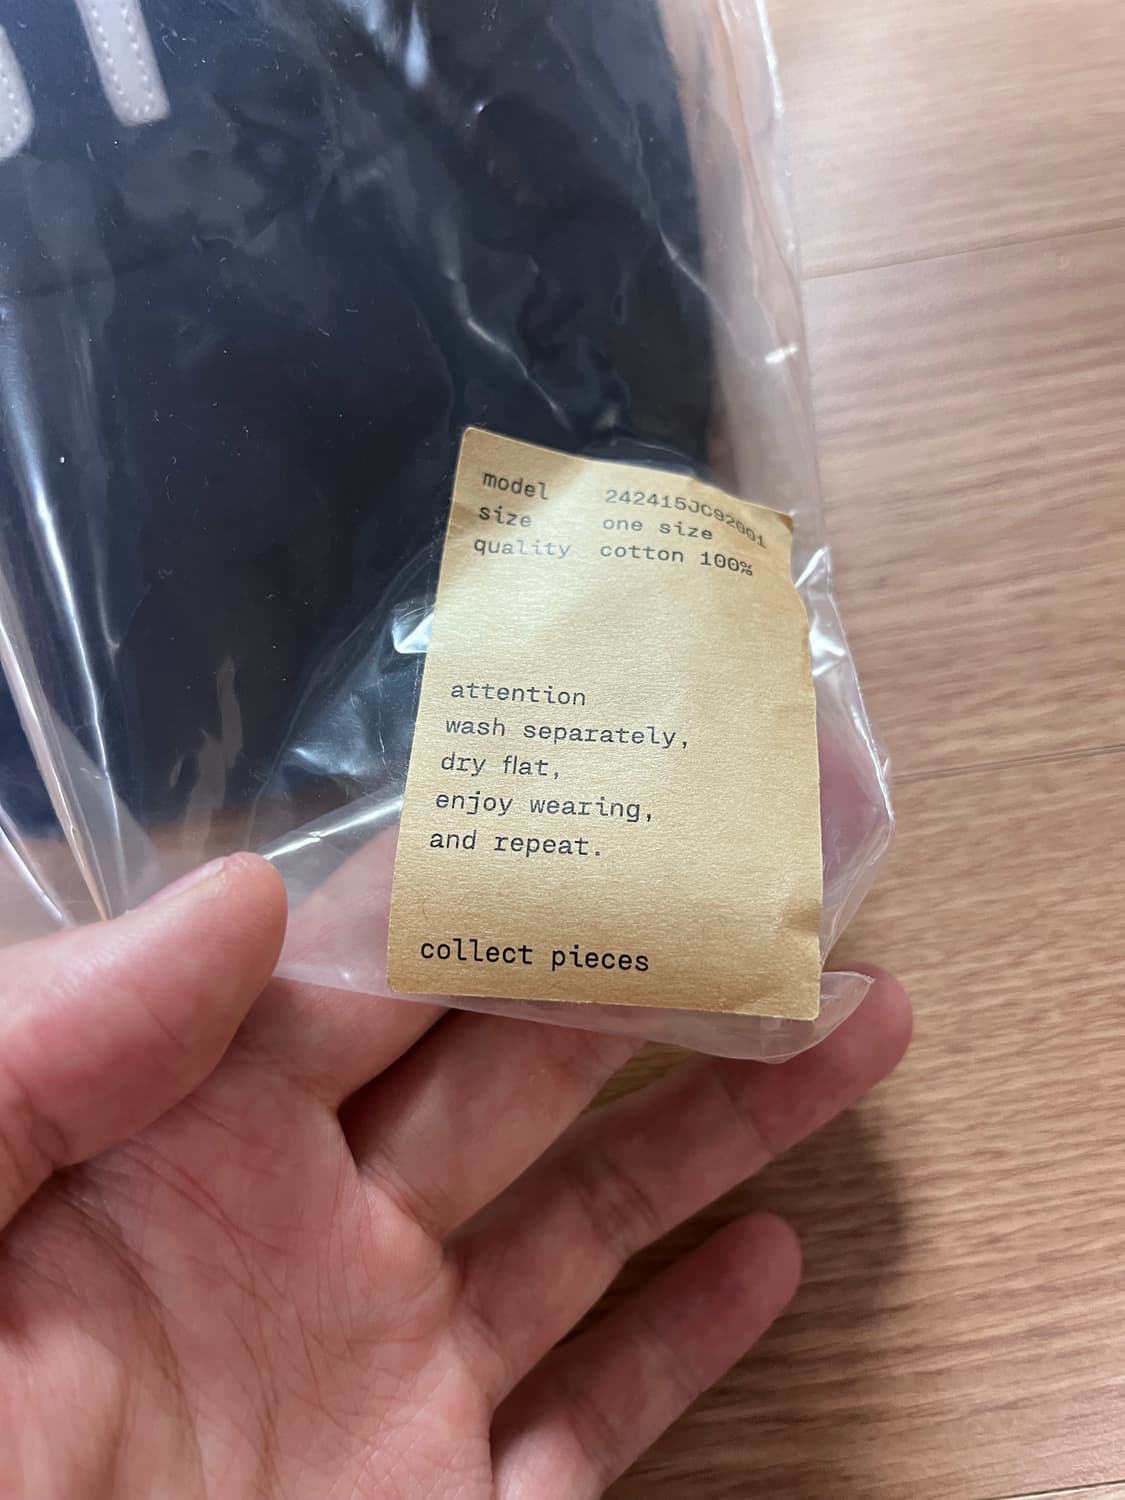 model 242415JC92001
size one size
quality cotton 100%
attention
wash separately,
dry flat,
enjoy wearing,
and repeat.
collect pieces